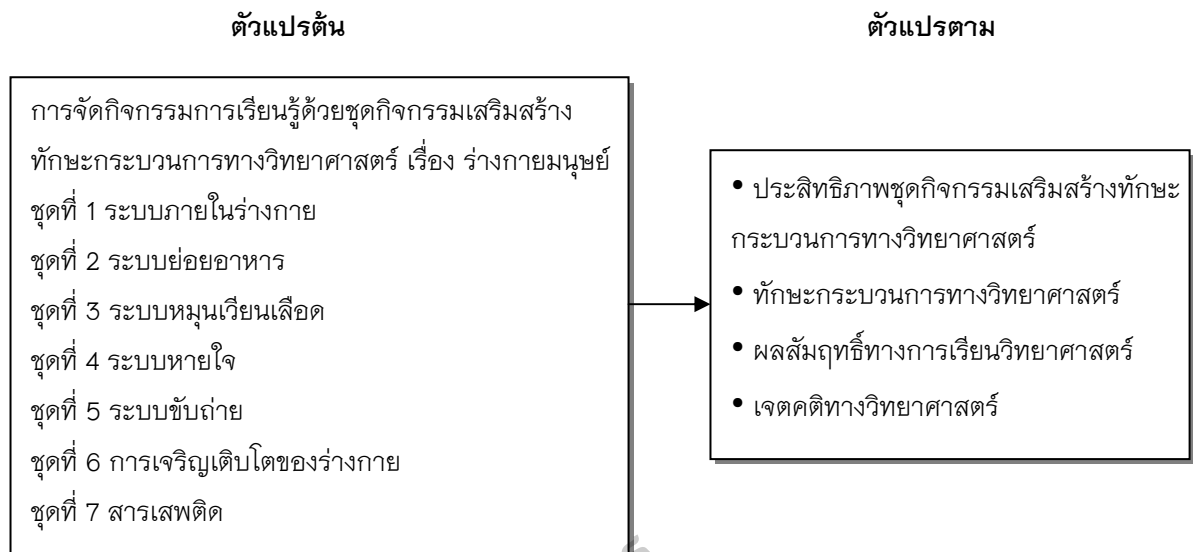 ตัวแปรต้น
ตัวแปรตาม
การจัดกิจกรรมการเรียนรู้ด้วยชุดกิจกรรมเสริมสร้าง
ทักษะกระบวนการทางวิทยาศาสตร์ เรื่อง ร่างกายมนุษย์
ชุดที่ 1 ระบบภายในร่างกาย
ชุดที่ 2 ระบบย่อยอาหาร
ชุดที่ 3 ระบบหมุนเวียนเลือด
ชุดที่ 4 ระบบหายใจ
ชุดที่ 5 ระบบขับถ่าย
ชุดที่ 6 การเจริญเติบโตของร่างกาย
ชุดที่ 7 สารเสพติด
• ประสิทธิภาพชุดกิจกรรมเสริมสร้างทักษะ
กระบวนการทางวิทยาศาสตร์
• ทักษะกระบวนการทางวิทยาศาสตร์
• ผลสัมฤทธิ์ทางการเรียนวิทยาศาสตร์
• เจตคติทางวิทยาศาสตร์